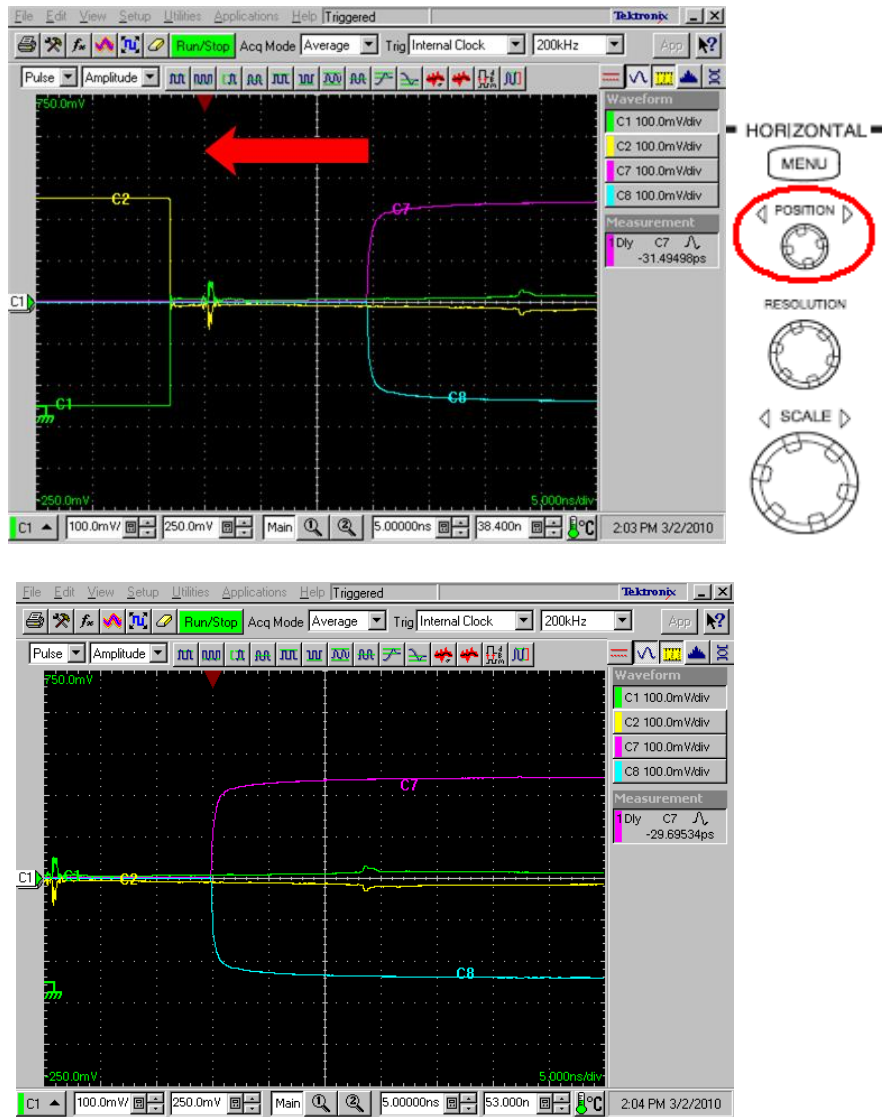 File Edit View Setup Utilities Applications Help Triggered Tektronix
Run/Stop Acq Mode Average Trig Internal Clock 200kHz App
Pulse Amplitude
750.0mV
Waveform
C1 100.0mV/div
C2 100.0mV/div
C7 100.0mV/div
C8 100.0mV/div
Measurement
1 Dly C7
-31.49498ps
C2
C7
C1
C1
C8
-250.0mV
5.000ns/div
C1 100.0mV/ 250.0mV Main 1 2 5.00000ns 38.400n °C 2:03 PM 3/2/2010
HORIZONTAL
MENU
POSITION
RESOLUTION
SCALE
File Edit View Setup Utilities Applications Help Triggered Tektronix
Run/Stop Acq Mode Average Trig Internal Clock 200kHz App
Pulse Amplitude
750.0mV
Waveform
C1 100.0mV/div
C2 100.0mV/div
C7 100.0mV/div
C8 100.0mV/div
Measurement
1 Dly C7
-29.69534ps
C7
C1 C1 C2
C8
-250.0mV
5.000ns/div
C1 100.0mV/ 250.0mV Main 1 2 5.00000ns 53.000n °C 2:04 PM 3/2/2010